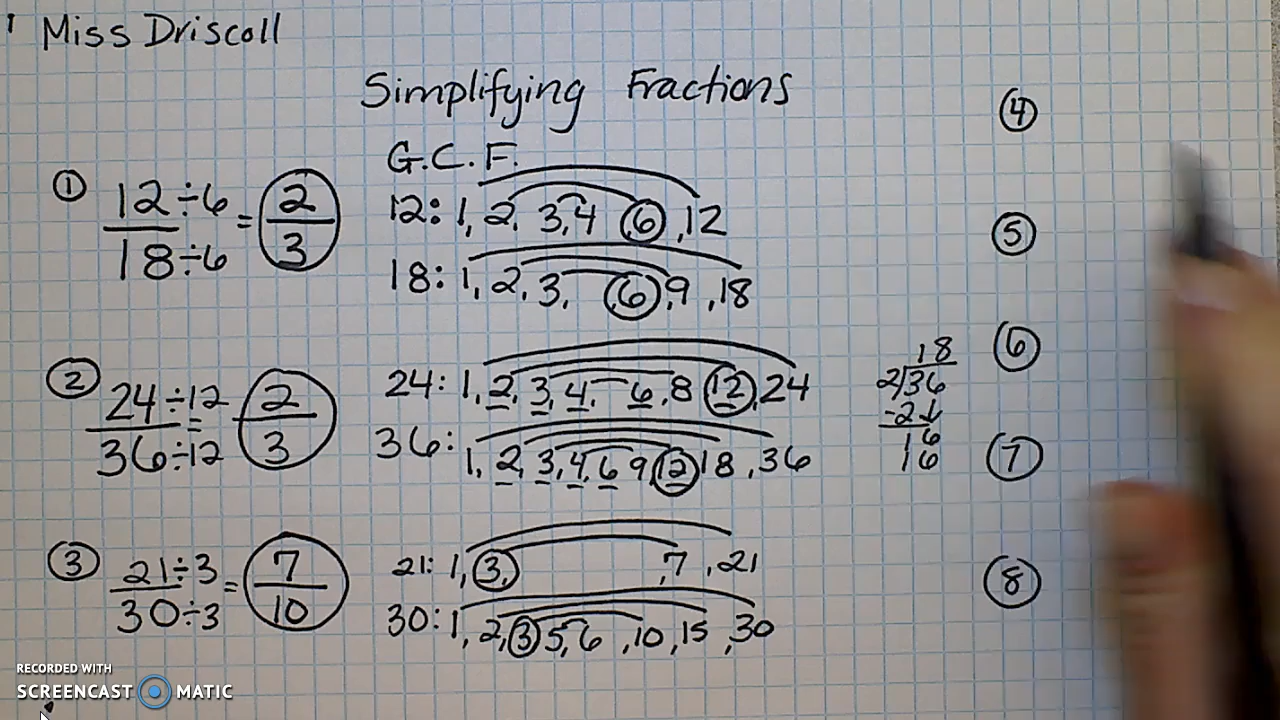 Miss Driscoll
Simplifying Fractions
G.C.F.
① 12÷6 / 18÷6 = 2/3
12: 1, 2, 3, 4, 6, 12
18: 1, 2, 3, 6, 9, 18
② 24÷12 / 36÷12 = 2/3
24: 1, 2, 3, 4, 6, 8, 12, 24
36: 1, 2, 3, 4, 6, 9, 12, 18, 36
18
2)36
-2↓
16
③ 21÷3 / 30÷3 = 7/10
21: 1, 3, 7, 21
30: 1, 2, 3, 5, 6, 10, 15, 30
④
⑤
⑥
⑦
⑧
RECORDED WITH
SCREENCAST MATIC